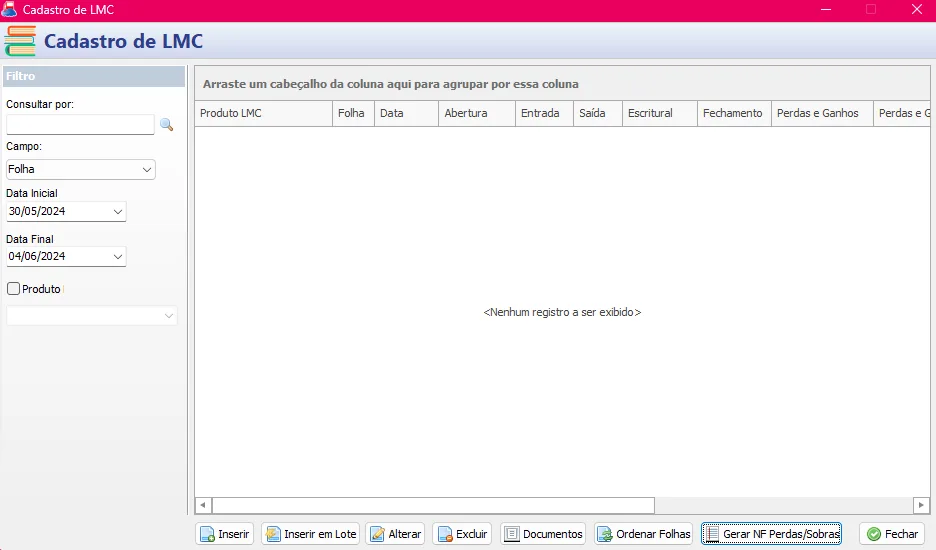 Cadastro de LMC
Cadastro de LMC
Filtro
Consultar por:
Campo:
Folha
Data Inicial
30/05/2024
Data Final
04/06/2024
Produto
Arraste um cabeçalho da coluna aqui para agrupar por essa coluna
Produto LMC Folha Data Abertura Entrada Saída Escritural Fechamento Perdas e Ganhos Perdas e G
<Nenhum registro a ser exibido>
Inserir Inserir em Lote Alterar Excluir Documentos Ordenar Folhas Gerar NF Perdas/Sobras Fechar